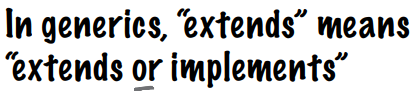 In generics, “extends” means
“extends or implements”